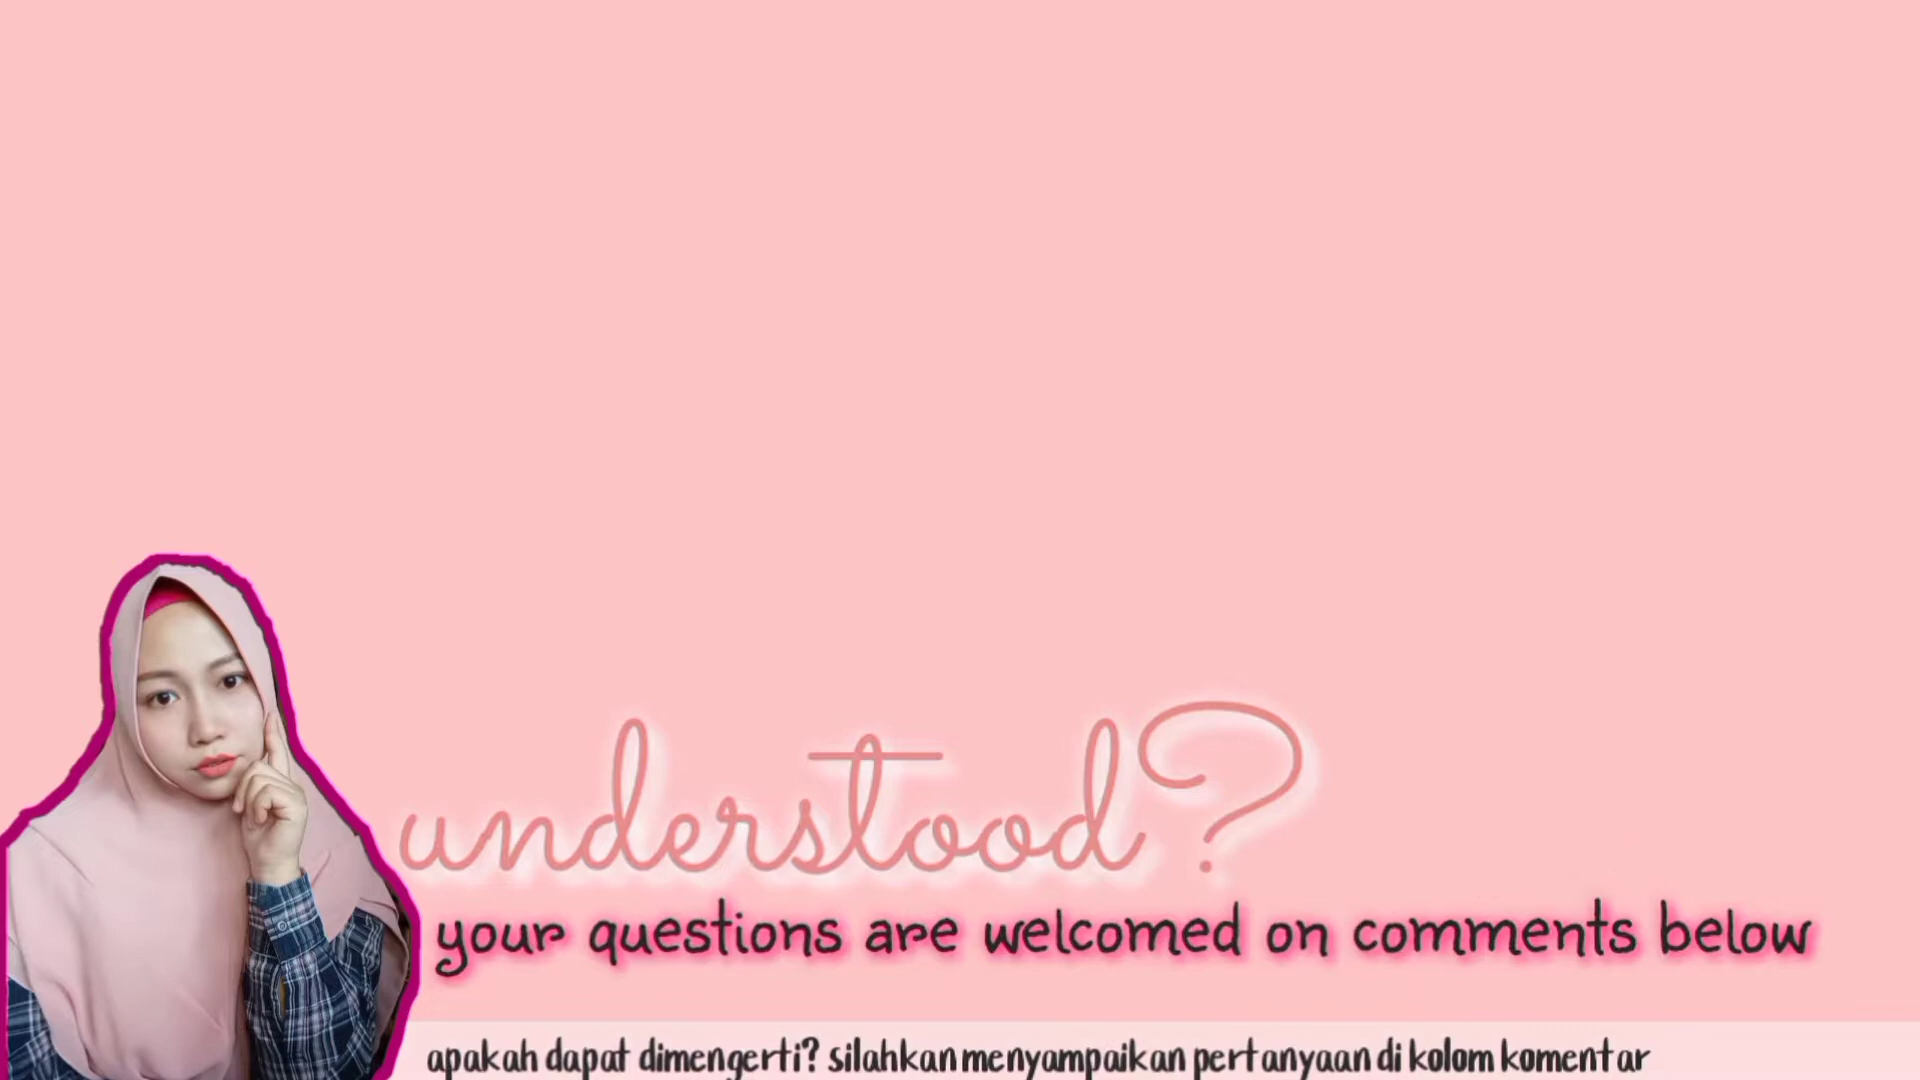 understood?
your questions are welcomed on comments below
apakah dapat dimengerti? silahkan menyampaikan pertanyaan di kolom komentar